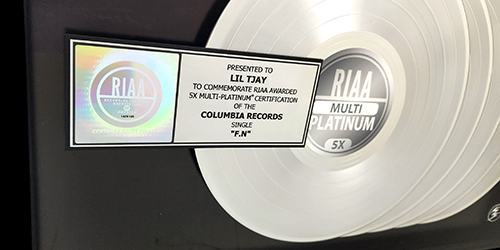 RIAA
PRESENTED TO
LIL TJAY
TO COMMEMORATE RIAA AWARDED
5X MULTI-PLATINUM® CERTIFICATION
OF THE
COLUMBIA RECORDS
SINGLE
"F.N"
RIAA
MULTI
PLATINUM
5X